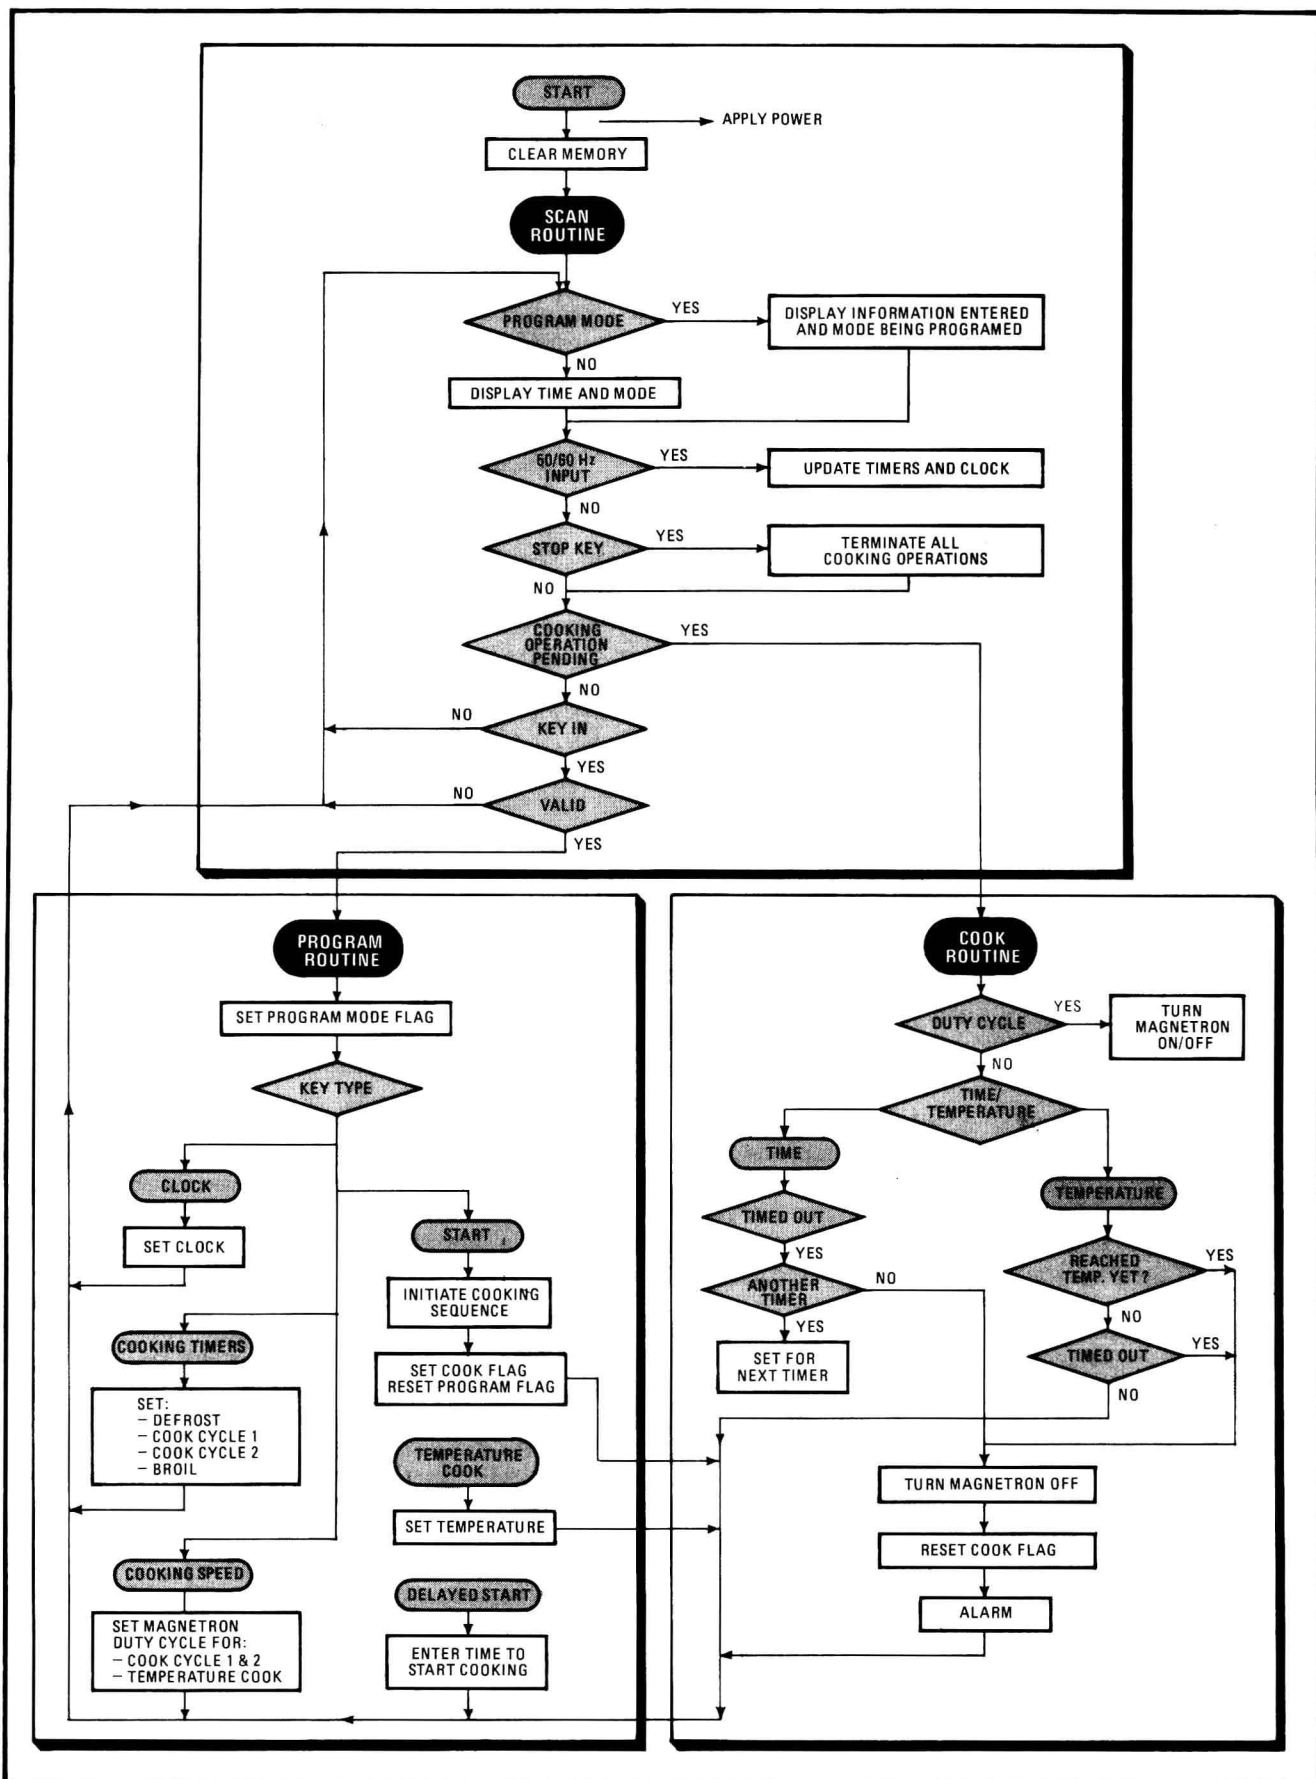 START
APPLY POWER
CLEAR MEMORY
SCAN
ROUTINE
PROGRAM MODE
YES
DISPLAY INFORMATION ENTERED
AND MODE BEING PROGRAMED
NO
DISPLAY TIME AND MODE
50/60 Hz
INPUT
YES
UPDATE TIMERS AND CLOCK
NO
STOP KEY
YES
TERMINATE ALL
COOKING OPERATIONS
NO
COOKING
OPERATION
PENDING
YES
NO
KEY IN
NO
YES
VALID
NO
YES
PROGRAM
ROUTINE
SET PROGRAM MODE FLAG
KEY TYPE
CLOCK
SET CLOCK
START
INITIATE COOKING
SEQUENCE
COOKING TIMERS
SET COOK FLAG
RESET PROGRAM FLAG
SET:
– DEFROST
– COOK CYCLE 1
– COOK CYCLE 2
– BROIL
TEMPERATURE
COOK
SET TEMPERATURE
COOKING SPEED
DELAYED START
SET MAGNETRON
DUTY CYCLE FOR:
– COOK CYCLE 1 & 2
– TEMPERATURE COOK
ENTER TIME TO
START COOKING
COOK
ROUTINE
DUTY CYCLE
YES
TURN
MAGNETRON
ON/OFF
NO
TIME/
TEMPERATURE
TIME
TIMED OUT
YES
ANOTHER
TIMER
NO
YES
SET FOR
NEXT TIMER
TEMPERATURE
REACHED
TEMP. YET?
YES
NO
TIMED OUT
YES
NO
TURN MAGNETRON OFF
RESET COOK FLAG
ALARM